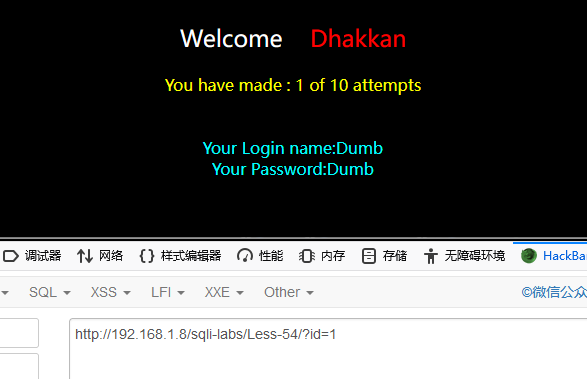 Welcome Dhakkan
You have made : 1 of 10 attempts
Your Login name:Dumb
Your Password:Dumb
调试器 网络 样式编辑器 性能 内存 存储 无障碍环境 HackBa
SQL XSS LFI XXE Other ©微信公众
http://192.168.1.8/sqli-labs/Less-54/?id=1